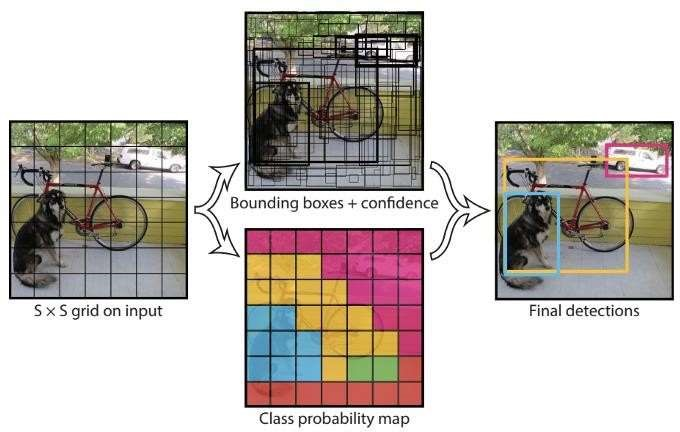 Bounding boxes + confidence
S × S grid on input
Final detections
Class probability map